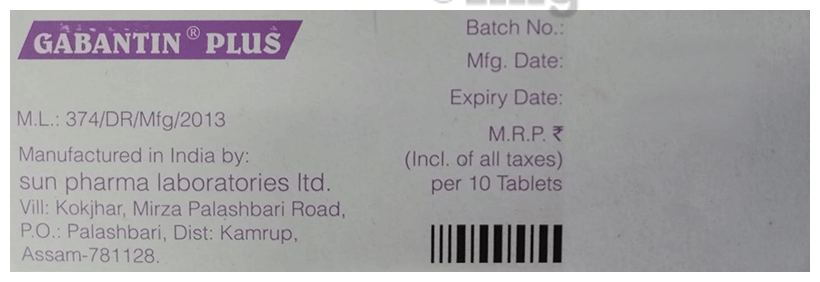 GABANTIN® PLUS
M.L.: 374/DR/Mfg/2013
Manufactured in India by:
sun pharma laboratories ltd.
Vill: Kokjhar, Mirza Palashbari Road,
P.O.: Palashbari, Dist: Kamrup,
Assam-781128.
Batch No.:
Mfg. Date:
Expiry Date:
M.R.P. ₹
(Incl. of all taxes)
per 10 Tablets